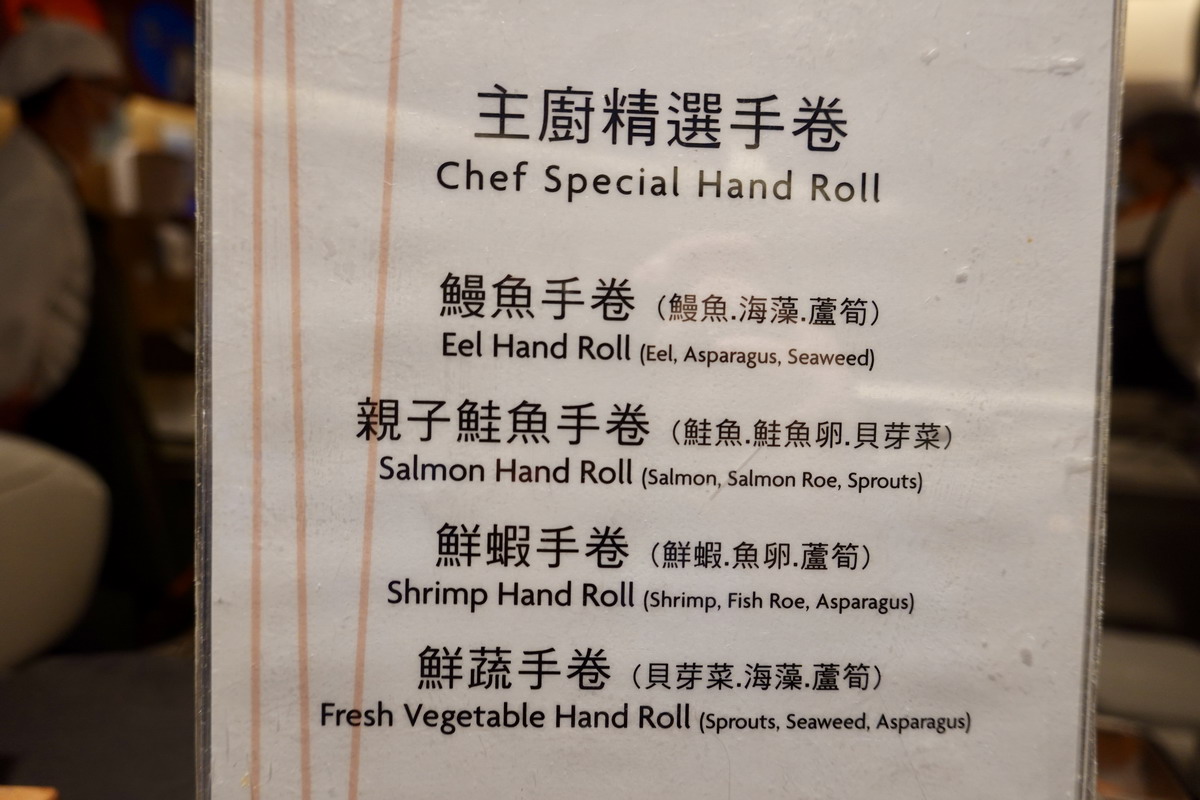 主廚精選手卷
Chef Special Hand Roll
鰻魚手卷（鰻魚.海藻.蘆筍）
Eel Hand Roll (Eel, Asparagus, Seaweed)
親子鮭魚手卷（鮭魚.鮭魚卵.貝芽菜）
Salmon Hand Roll (Salmon, Salmon Roe, Sprouts)
鮮蝦手卷（鮮蝦.魚卵.蘆筍）
Shrimp Hand Roll (Shrimp, Fish Roe, Asparagus)
鮮蔬手卷（貝芽菜.海藻.蘆筍）
Fresh Vegetable Hand Roll (Sprouts, Seaweed, Asparagus)